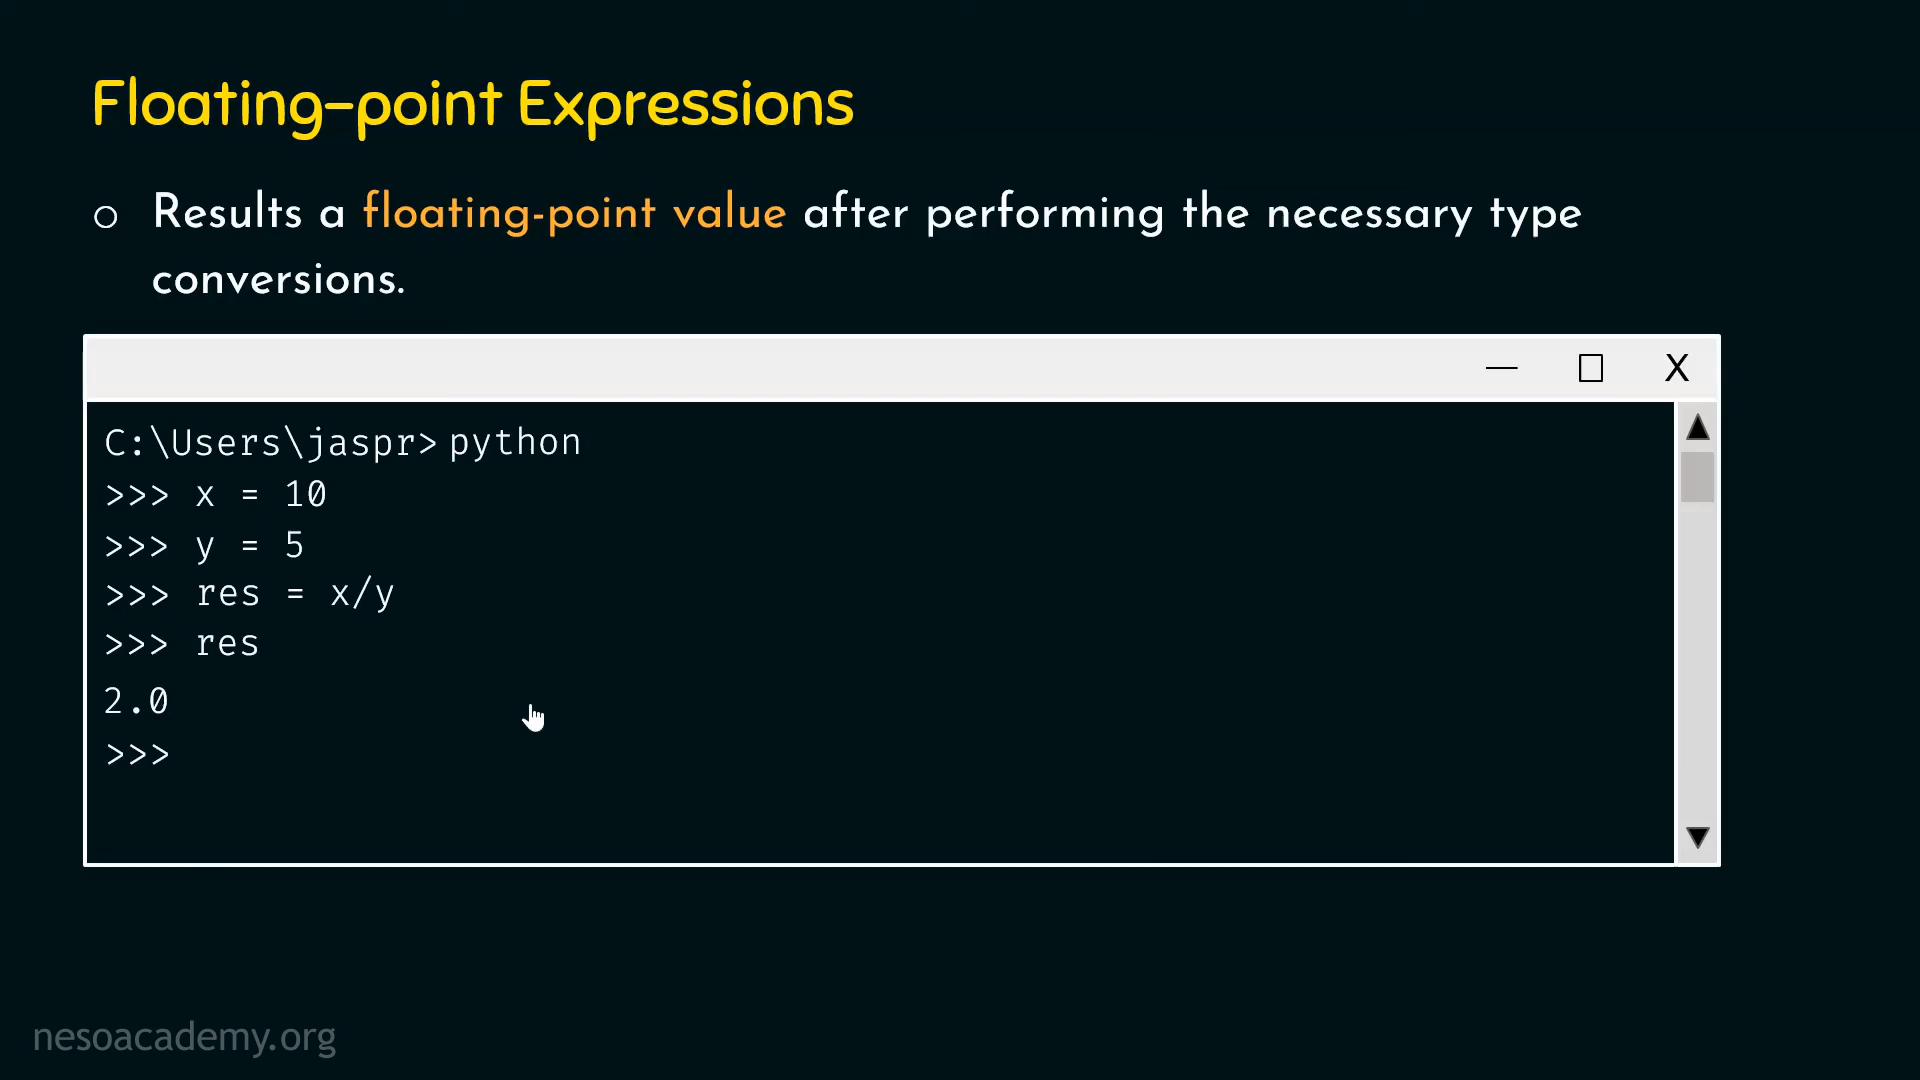 Floating-point Expressions
○ Results a floating-point value after performing the necessary type
conversions.
— □ X
C:\Users\jaspr> python
>>> x = 10
>>> y = 5
>>> res = x/y
>>> res
2.0
>>>
nesoacademy.org